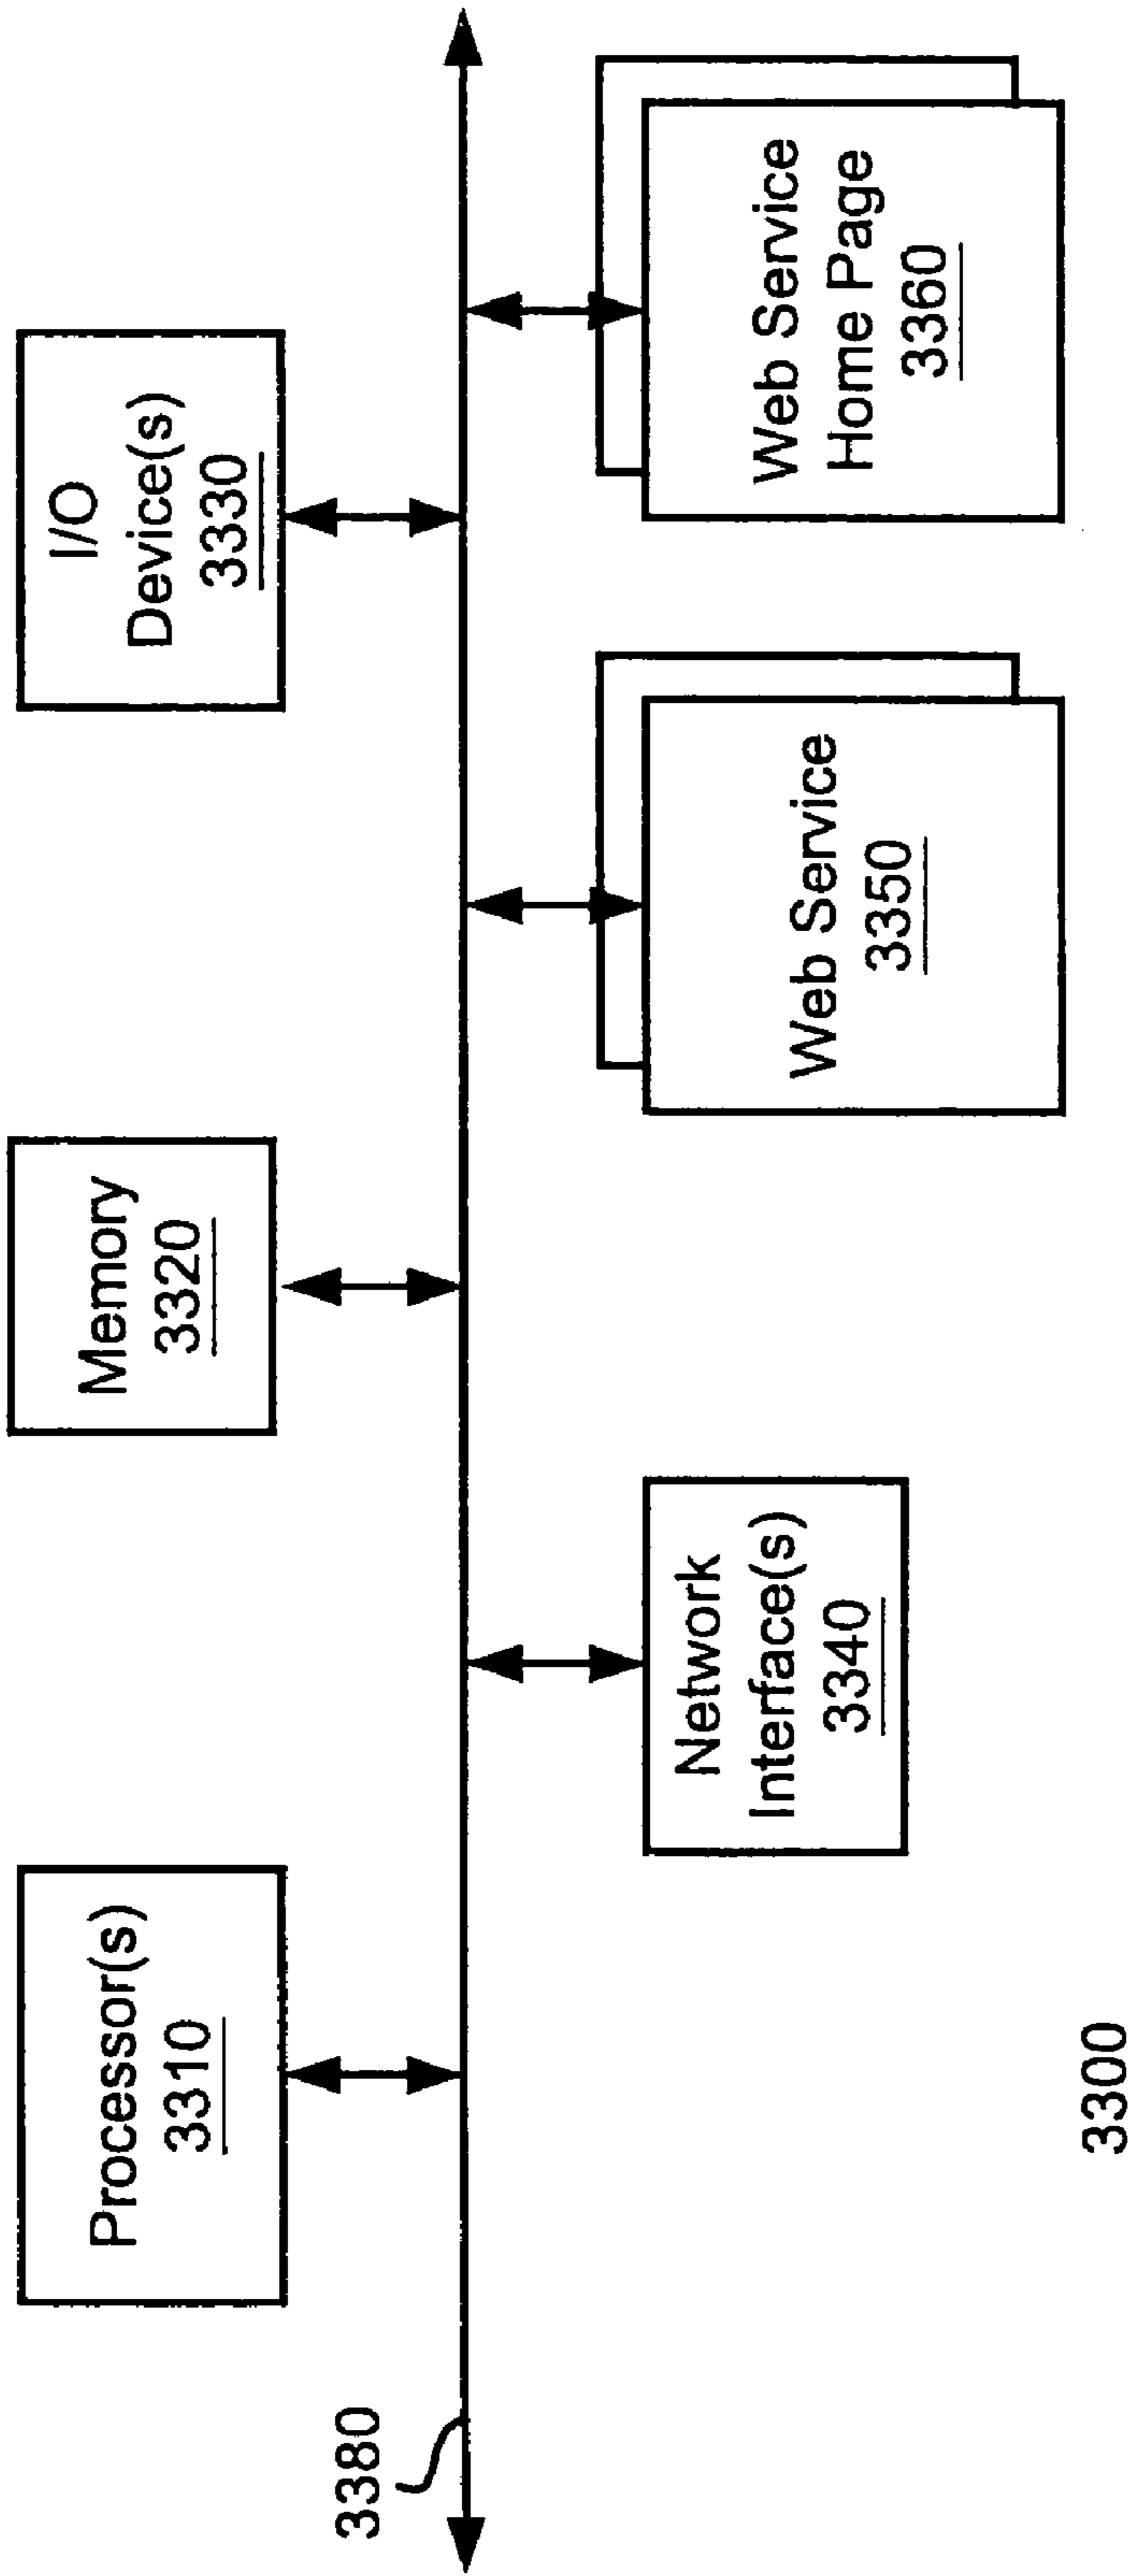 Processor(s)
3310
Memory
3320
I/O
Device(s)
3330
3380
Network
Interface(s)
3340
Web Service
3350
Web Service
Home Page
3360
3300